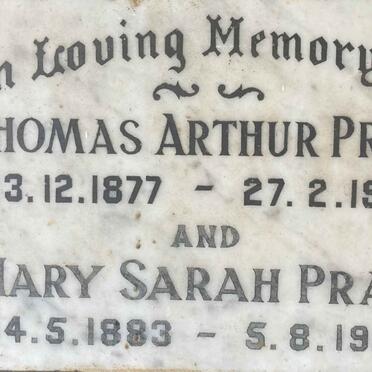 n Loving Memory
HOMAS ARTHUR PR
3.12.1877 - 27.2.19
AND
MARY SARAH PRA
4.5.1883 - 5.8.19